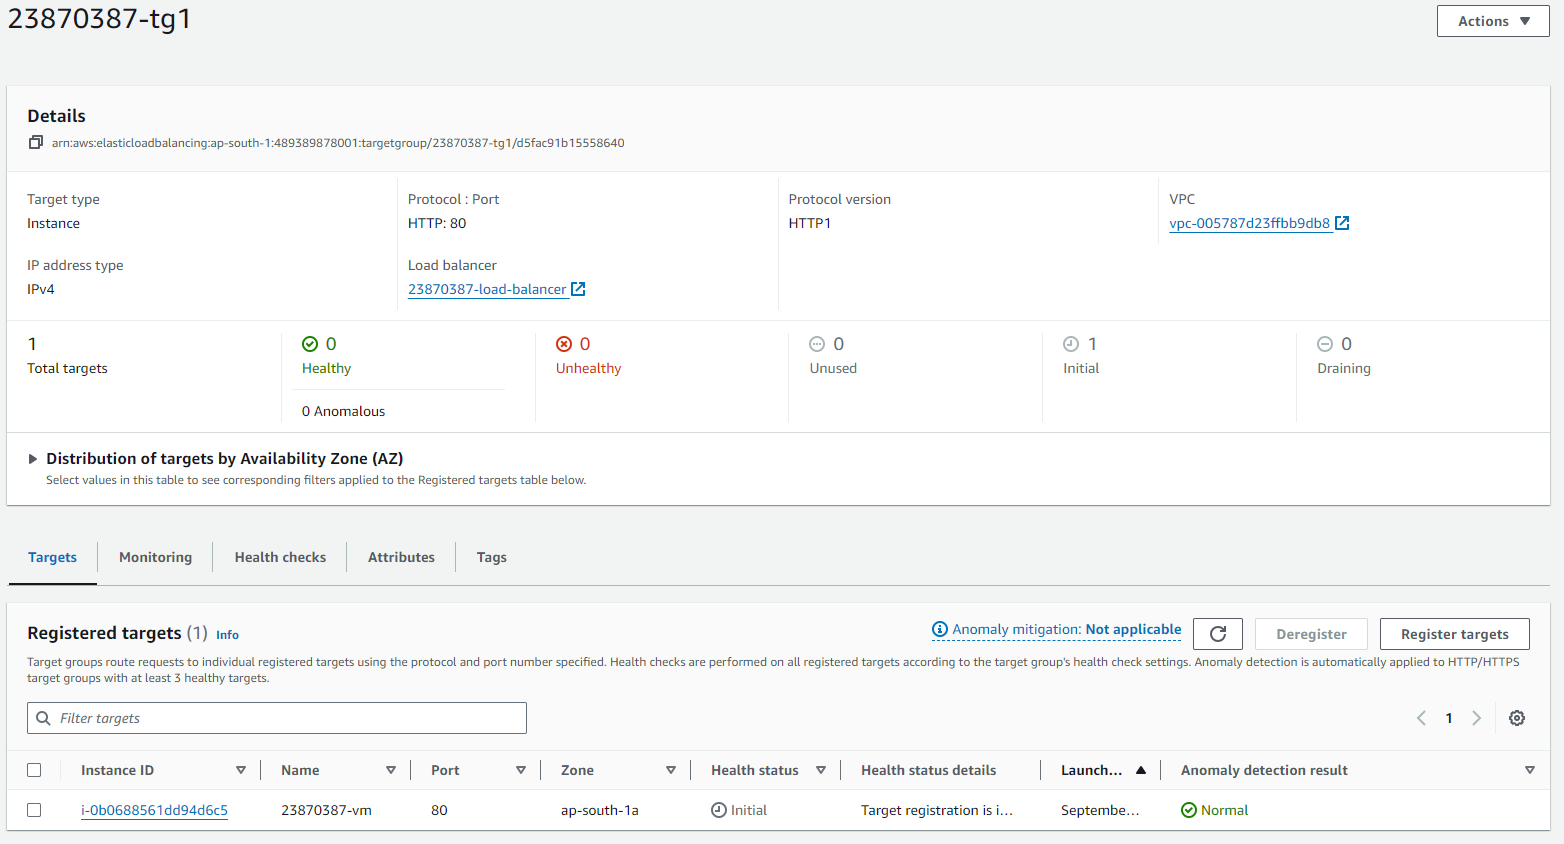 23870387-tg1
Actions
Details
arn:aws:elasticloadbalancing:ap-south-1:489389878001:targetgroup/23870387-tg1/d5fac91b15558640
Target type
Instance
Protocol : Port
HTTP: 80
Protocol version
HTTP1
VPC
vpc-005787d23ffbb9db8
IP address type
IPv4
Load balancer
23870387-load-balancer
1
Total targets
0
Healthy
0 Anomalous
0
Unhealthy
0
Unused
1
Initial
0
Draining
Distribution of targets by Availability Zone (AZ)
Select values in this table to see corresponding filters applied to the Registered targets table below.
Targets
Monitoring
Health checks
Attributes
Tags
Registered targets (1) Info
Anomaly mitigation: Not applicable
Deregister
Register targets
Target groups route requests to individual registered targets using the protocol and port number specified. Health checks are performed on all registered targets according to the target group's health check settings. Anomaly detection is automatically applied to HTTP/HTTPS
target groups with at least 3 healthy targets.
Filter targets
1
Instance ID Name Port Zone Health status Health status details Launch... Anomaly detection result
i-0b0688561dd94d6c5 23870387-vm 80 ap-south-1a Initial Target registration is i... Septembe... Normal